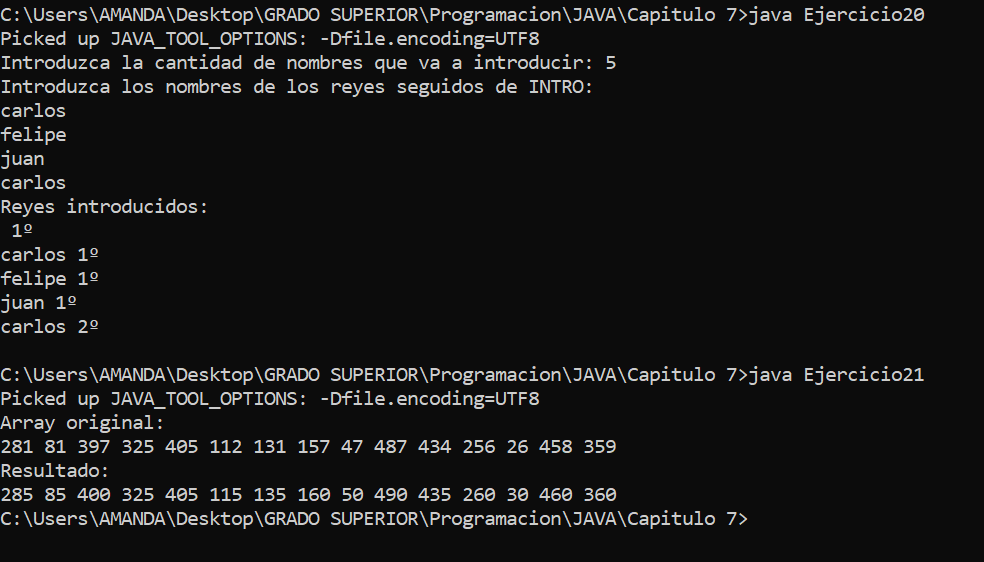 C:\Users\AMANDA\Desktop\GRADO SUPERIOR\Programacion\JAVA\Capitulo 7>java Ejercicio20
Picked up JAVA_TOOL_OPTIONS: -Dfile.encoding=UTF8
Introduzca la cantidad de nombres que va a introducir: 5
Introduzca los nombres de los reyes seguidos de INTRO:
carlos
felipe
juan
carlos
Reyes introducidos:
 1º
carlos 1º
felipe 1º
juan 1º
carlos 2º

C:\Users\AMANDA\Desktop\GRADO SUPERIOR\Programacion\JAVA\Capitulo 7>java Ejercicio21
Picked up JAVA_TOOL_OPTIONS: -Dfile.encoding=UTF8
Array original:
281 81 397 325 405 112 131 157 47 487 434 256 26 458 359
Resultado:
285 85 400 325 405 115 135 160 50 490 435 260 30 460 360
C:\Users\AMANDA\Desktop\GRADO SUPERIOR\Programacion\JAVA\Capitulo 7>